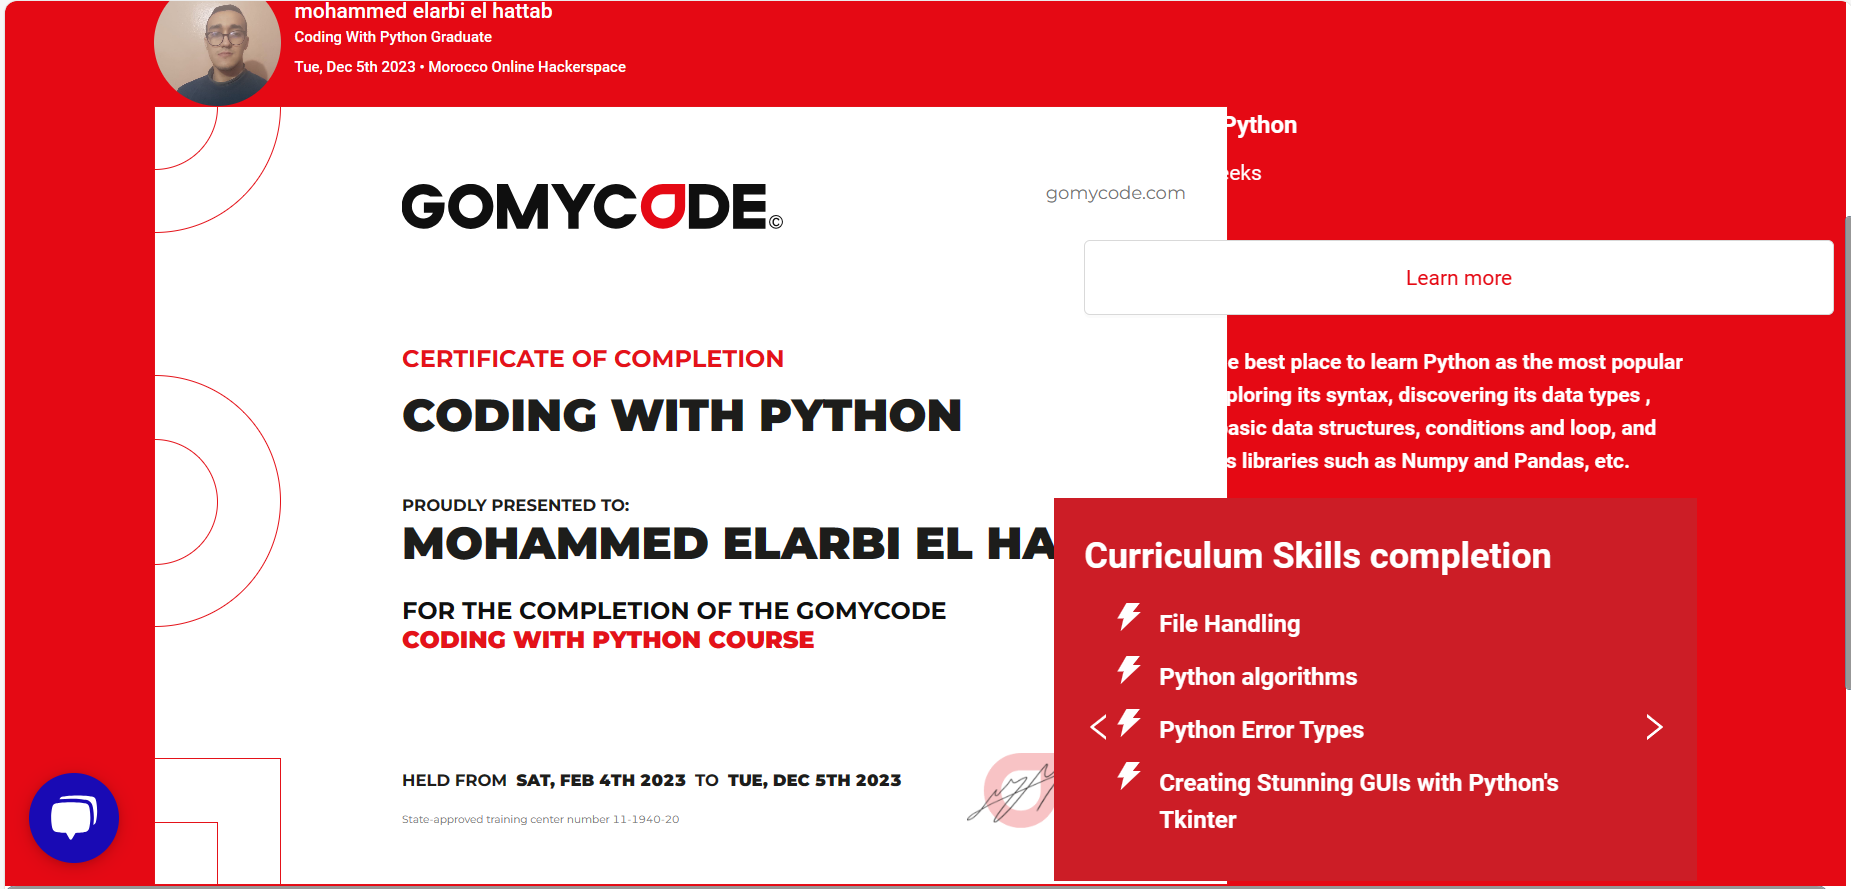 mohammed elarbi el hattab
Coding With Python Graduate
Tue, Dec 5th 2023 • Morocco Online Hackerspace
GOMYCODE©
gomycode.com
CERTIFICATE OF COMPLETION
CODING WITH PYTHON
PROUDLY PRESENTED TO:
MOHAMMED ELARBI EL HA
FOR THE COMPLETION OF THE GOMYCODE
CODING WITH PYTHON COURSE
HELD FROM SAT, FEB 4TH 2023 TO TUE, DEC 5TH 2023
State-approved training center number 11-1940-20
Python
eeks
Learn more
e best place to learn Python as the most popular
ploring its syntax, discovering its data types ,
asic data structures, conditions and loop, and
s libraries such as Numpy and Pandas, etc.
Curriculum Skills completion
File Handling
Python algorithms
Python Error Types
Creating Stunning GUIs with Python's
Tkinter